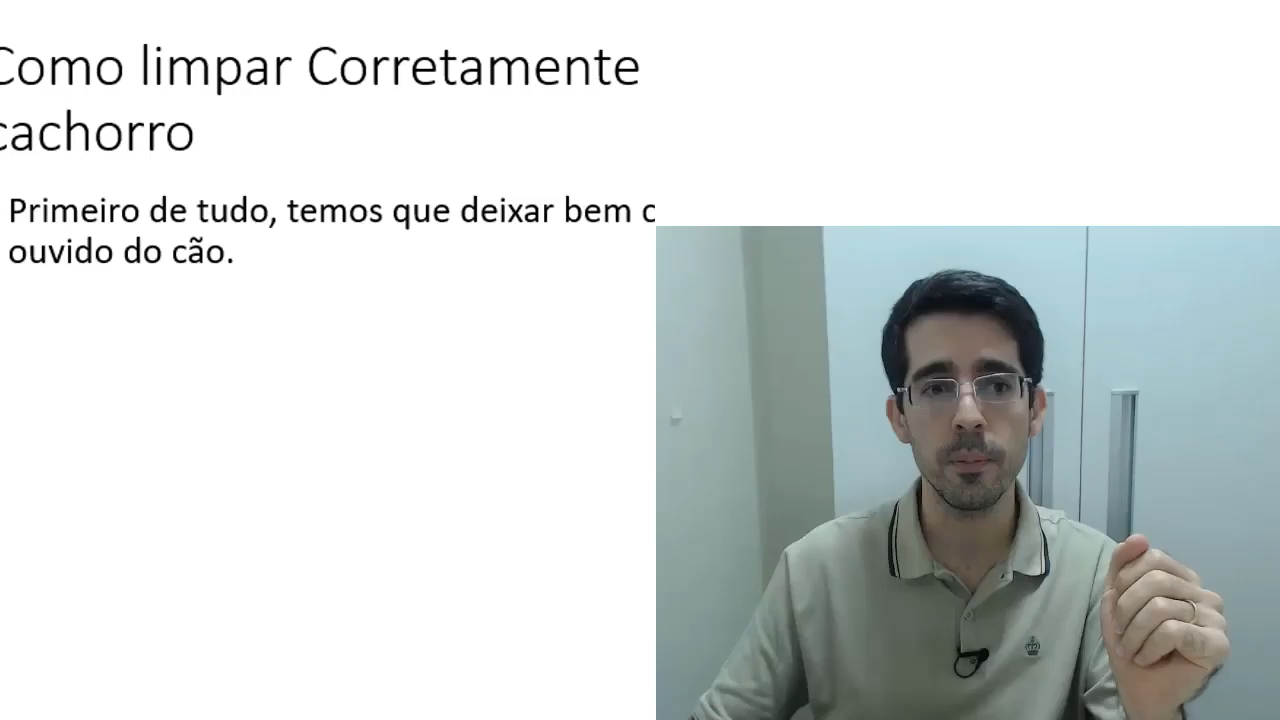 Como limpar Corretamente
cachorro
Primeiro de tudo, temos que deixar bem
ouvido do cão.